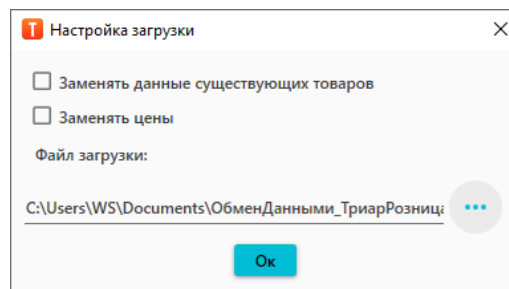 T Настройка загрузки
Заменять данные существующих товаров
Заменять цены
Файл загрузки:
C:\Users\WS\Documents\ОбменДанными_ТриарРозница
Ок